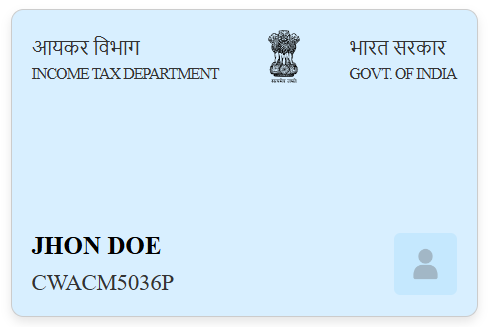 आयकर विभाग
INCOME TAX DEPARTMENT
भारत सरकार
GOVT. OF INDIA
सत्यमेव जयते
JHON DOE
CWACM5036P